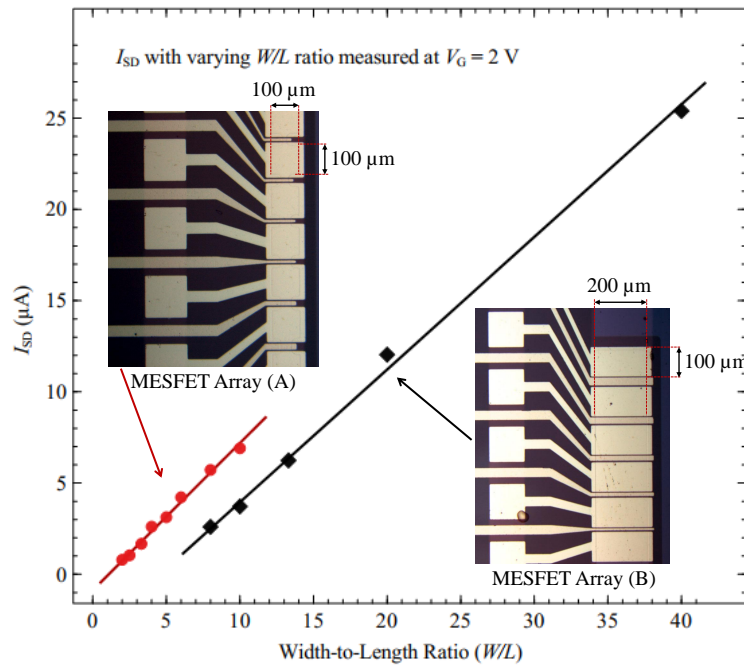 I_SD with varying W/L ratio measured at V_G = 2 V
100 µm
100 µm
MESFET Array (A)
200 µm
100 µm
MESFET Array (B)
I_SD (µA)
25
20
15
10
5
0
0 5 10 15 20 25 30 35 40
Width-to-Length Ratio (W/L)